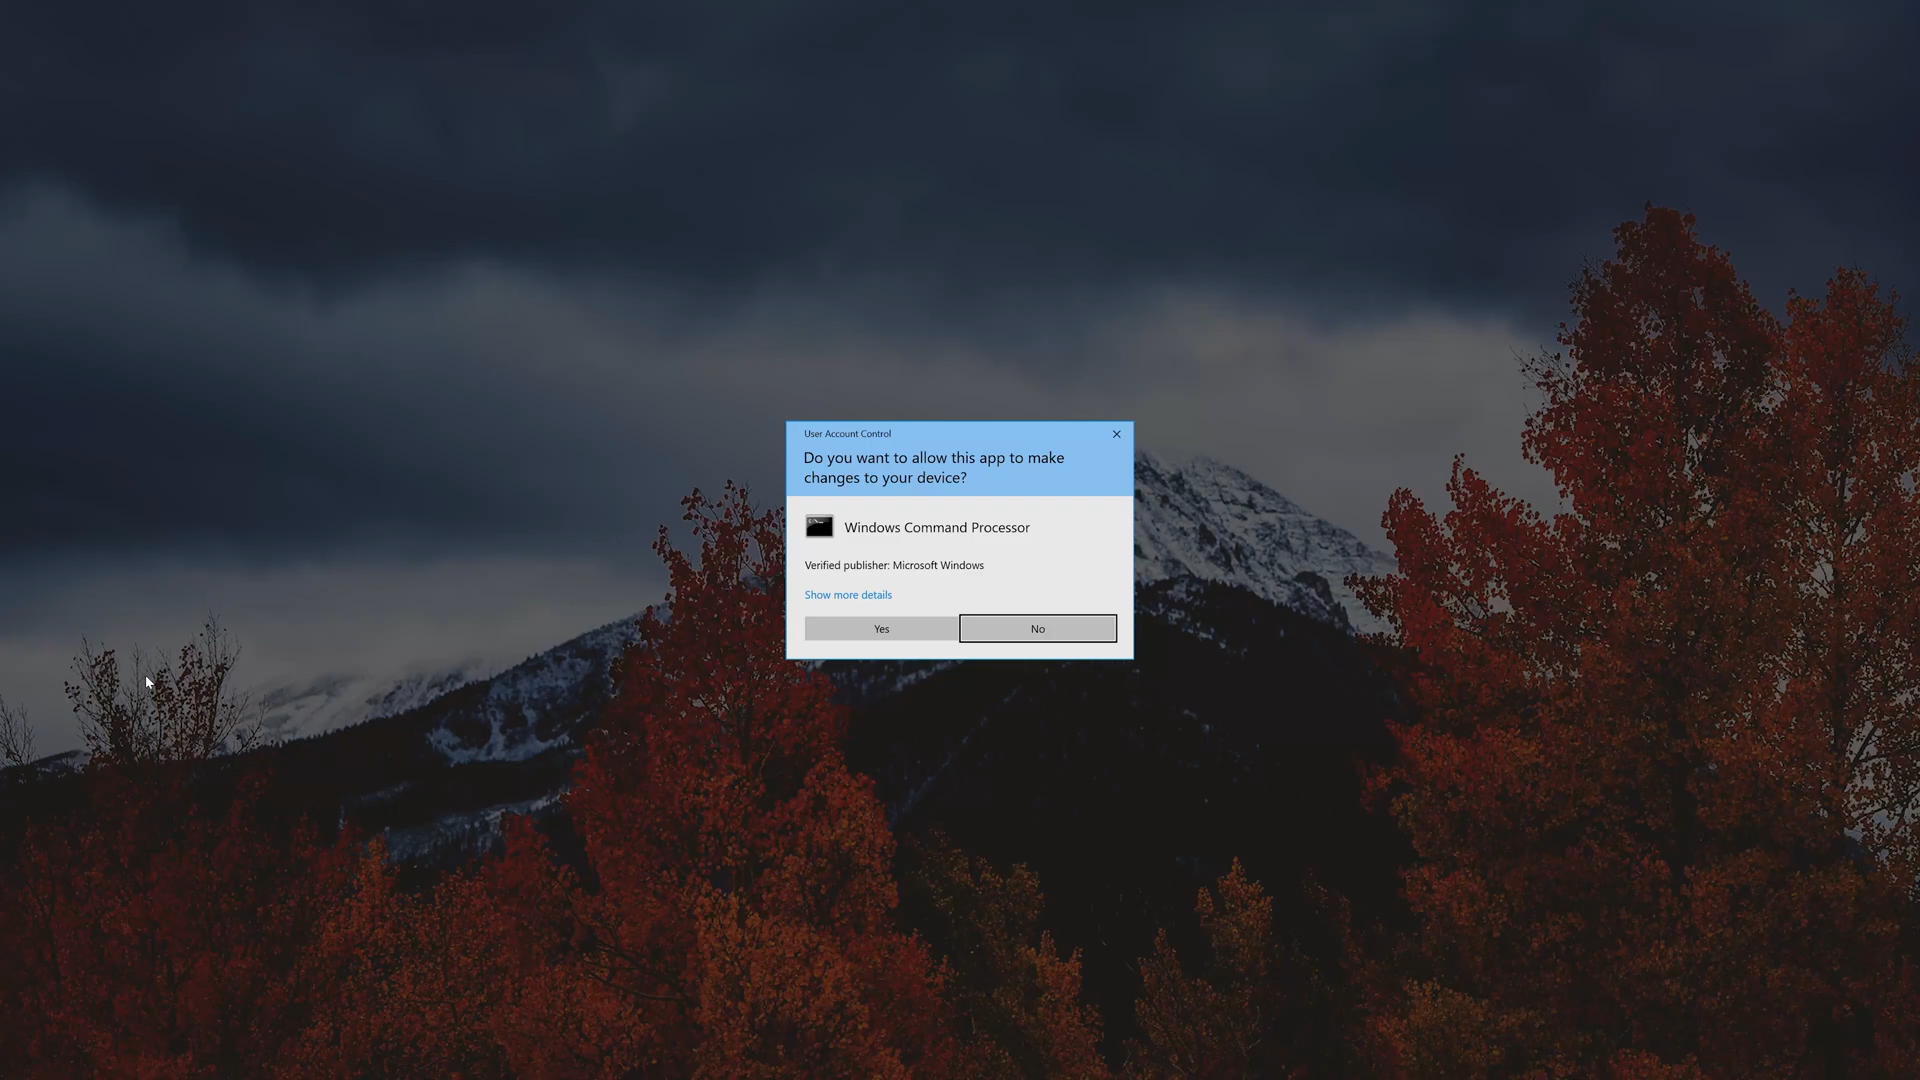 User Account Control
Do you want to allow this app to make
changes to your device?
Windows Command Processor
Verified publisher: Microsoft Windows
Show more details
Yes
No